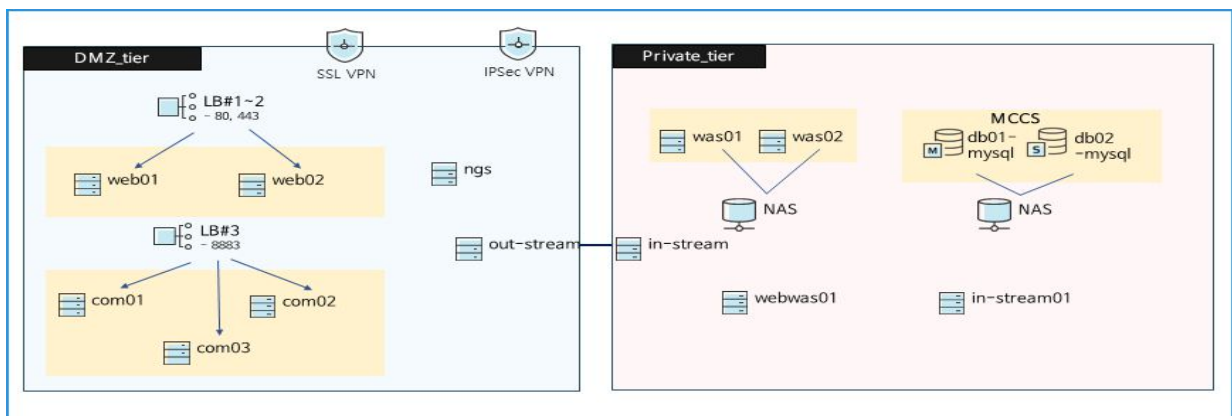 DMZ_tier
SSL VPN
IPSec VPN
LB#1~2
- 80, 443
web01
web02
ngs
LB#3
- 8883
out-stream
com01
com02
com03
Private_tier
was01
was02
NAS
MCCS
M
db01-
mysql
S
db02
-mysql
NAS
in-stream
webwas01
in-stream01